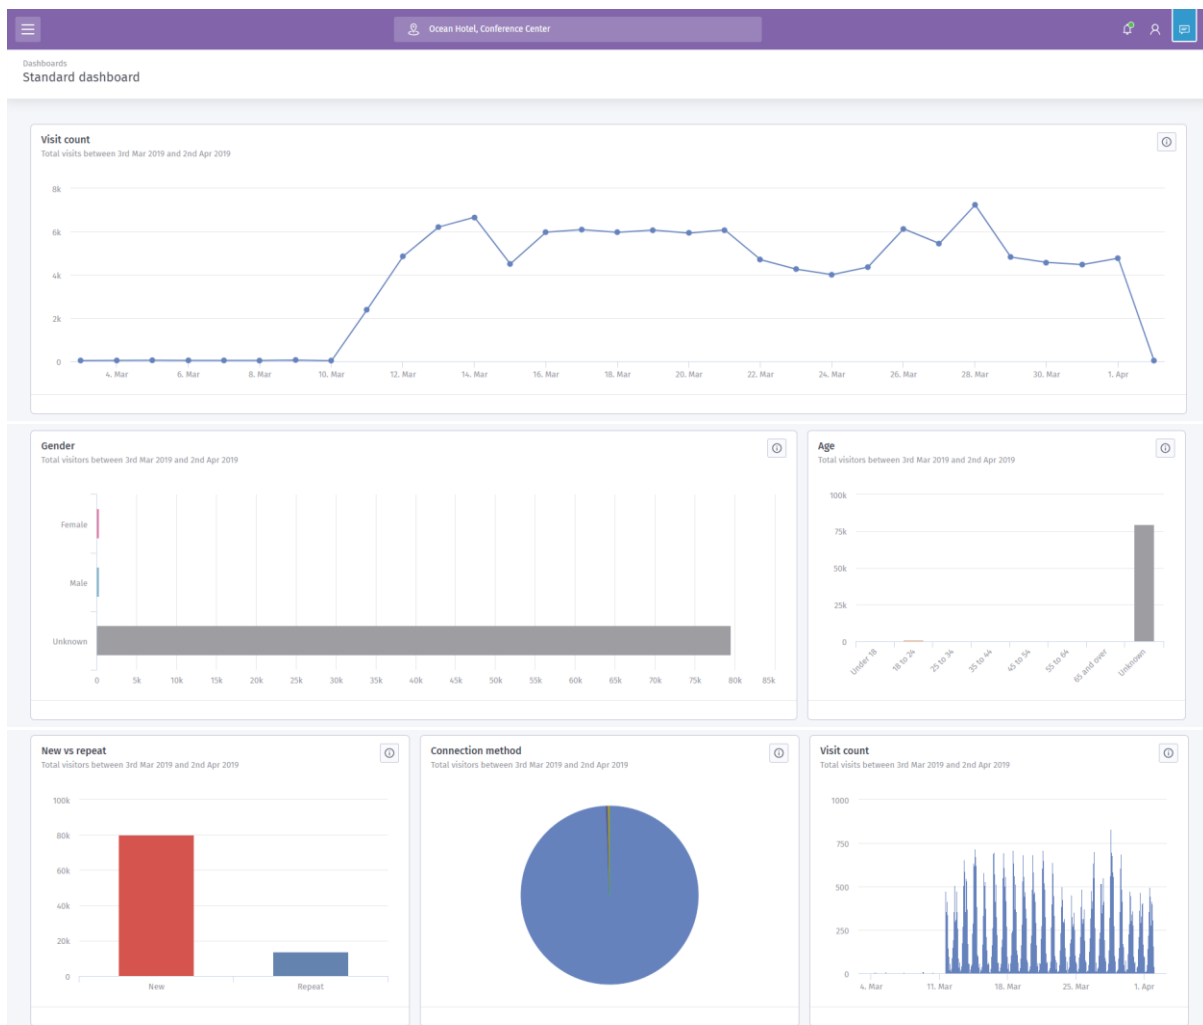 Ocean Hotel, Conference Center
Dashboards
Standard dashboard
Visit count
Total visits between 3rd Mar 2019 and 2nd Apr 2019
8k
6k
4k
2k
0
4. Mar 6. Mar 8. Mar 10. Mar 12. Mar 14. Mar 16. Mar 18. Mar 20. Mar 22. Mar 24. Mar 26. Mar 28. Mar 30. Mar 1. Apr
Gender
Total visitors between 3rd Mar 2019 and 2nd Apr 2019
Female
Male
Unknown
0 5k 10k 15k 20k 25k 30k 35k 40k 45k 50k 55k 60k 65k 70k 75k 80k 85k
Age
Total visitors between 3rd Mar 2019 and 2nd Apr 2019
100k
75k
50k
25k
0
Under 18 18 to 24 25 to 34 35 to 44 45 to 54 55 to 64 65 and over Unknown
New vs repeat
Total visitors between 3rd Mar 2019 and 2nd Apr 2019
100k
80k
60k
40k
20k
0
New Repeat
Connection method
Total visitors between 3rd Mar 2019 and 2nd Apr 2019
Visit count
Total visits between 3rd Mar 2019 and 2nd Apr 2019
1000
750
500
250
0
4. Mar 11. Mar 18. Mar 25. Mar 1. Apr